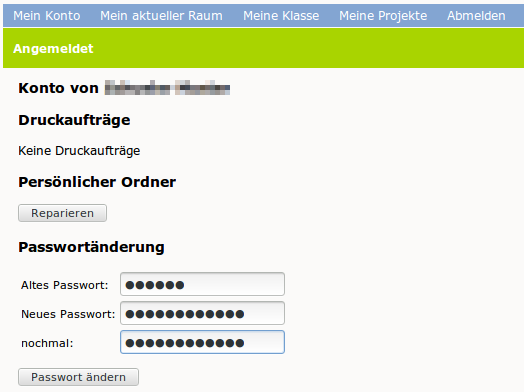 Mein Konto Mein aktueller Raum Meine Klasse Meine Projekte Abmelden
Angemeldet
Konto von
Druckaufträge
Keine Druckaufträge
Persönlicher Ordner
Reparieren
Passwortänderung
Altes Passwort: ●●●●●●
Neues Passwort: ●●●●●●●●●●●●
nochmal: ●●●●●●●●●●●●
Passwort ändern